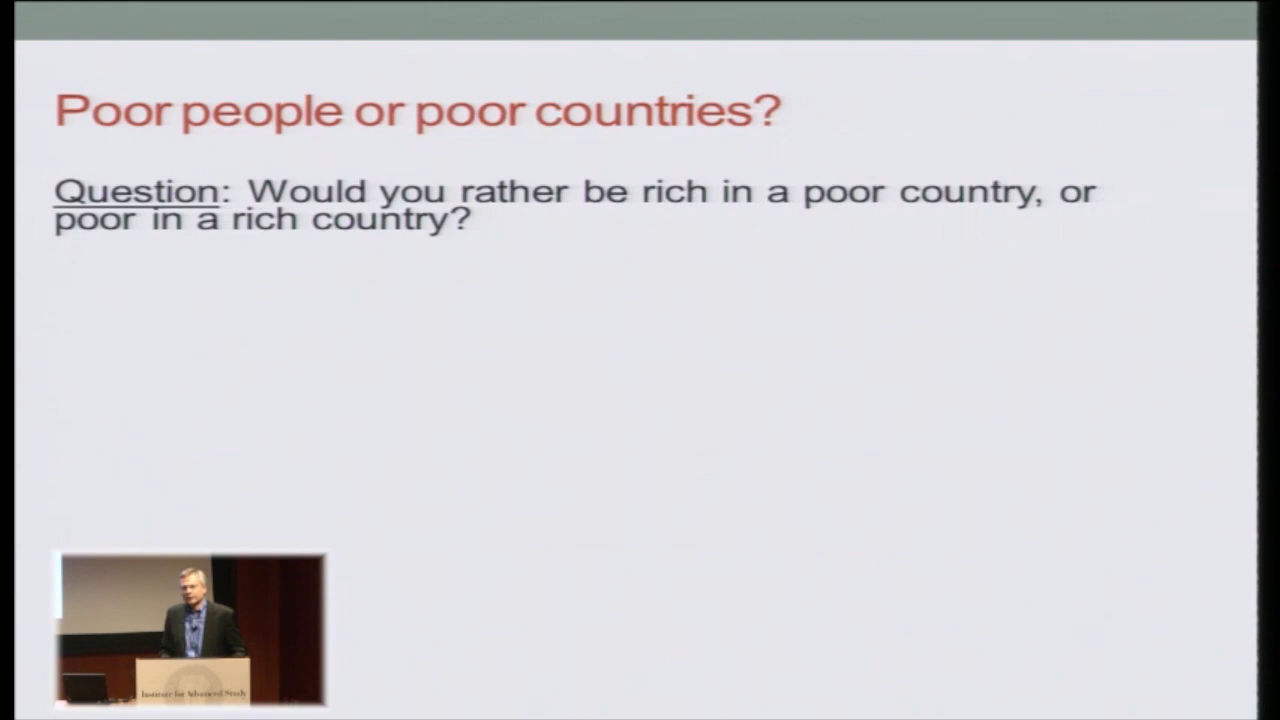 Poor people or poor countries?
Question: Would you rather be rich in a poor country, or
poor in a rich country?
Institute for Advanced Study